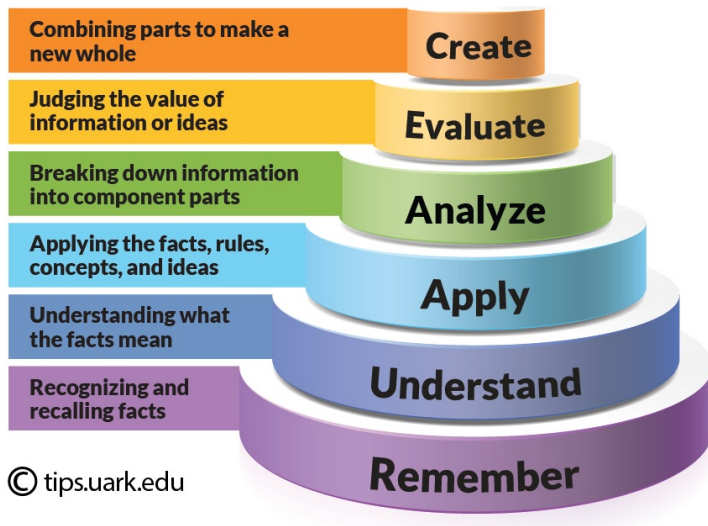 Combining parts to make a
new whole
Create
Judging the value of
information or ideas
Evaluate
Breaking down information
into component parts
Analyze
Applying the facts, rules,
concepts, and ideas
Apply
Understanding what
the facts mean
Understand
Recognizing and
recalling facts
Remember
© tips.uark.edu